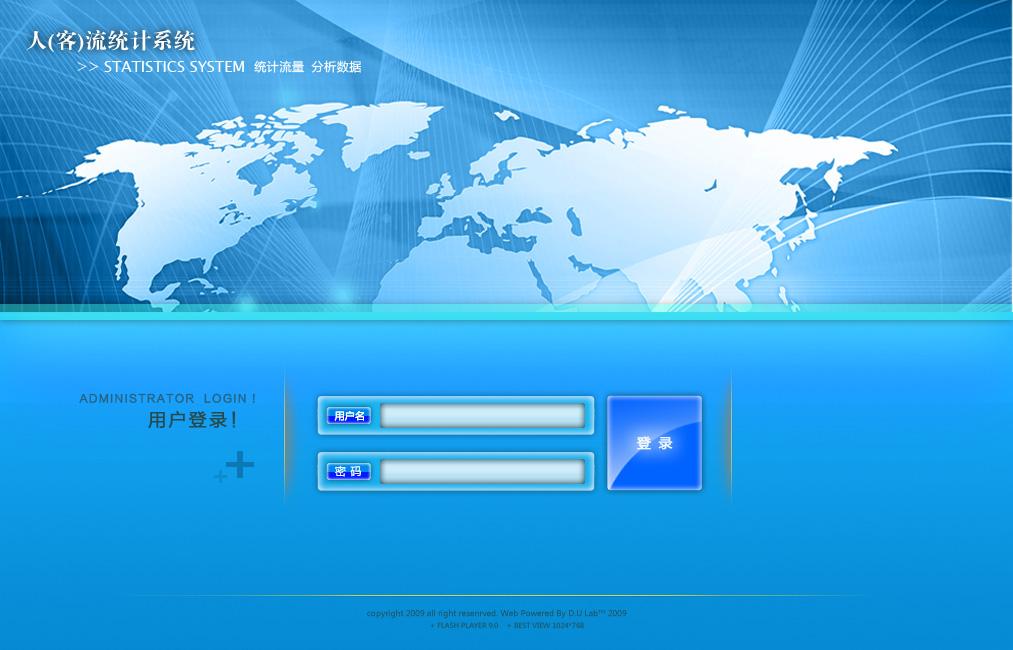 人(客)流统计系统
>> STATISTICS SYSTEM 统计流量 分析数据
ADMINISTRATOR LOGIN !
用户登录!
用户名
密 码
登 录
copyright 2009 all right resenrved. Web Powered By D.U Lab™ 2009
+ FLASH PLAYER 9.0 + BEST VIEW 1024*768